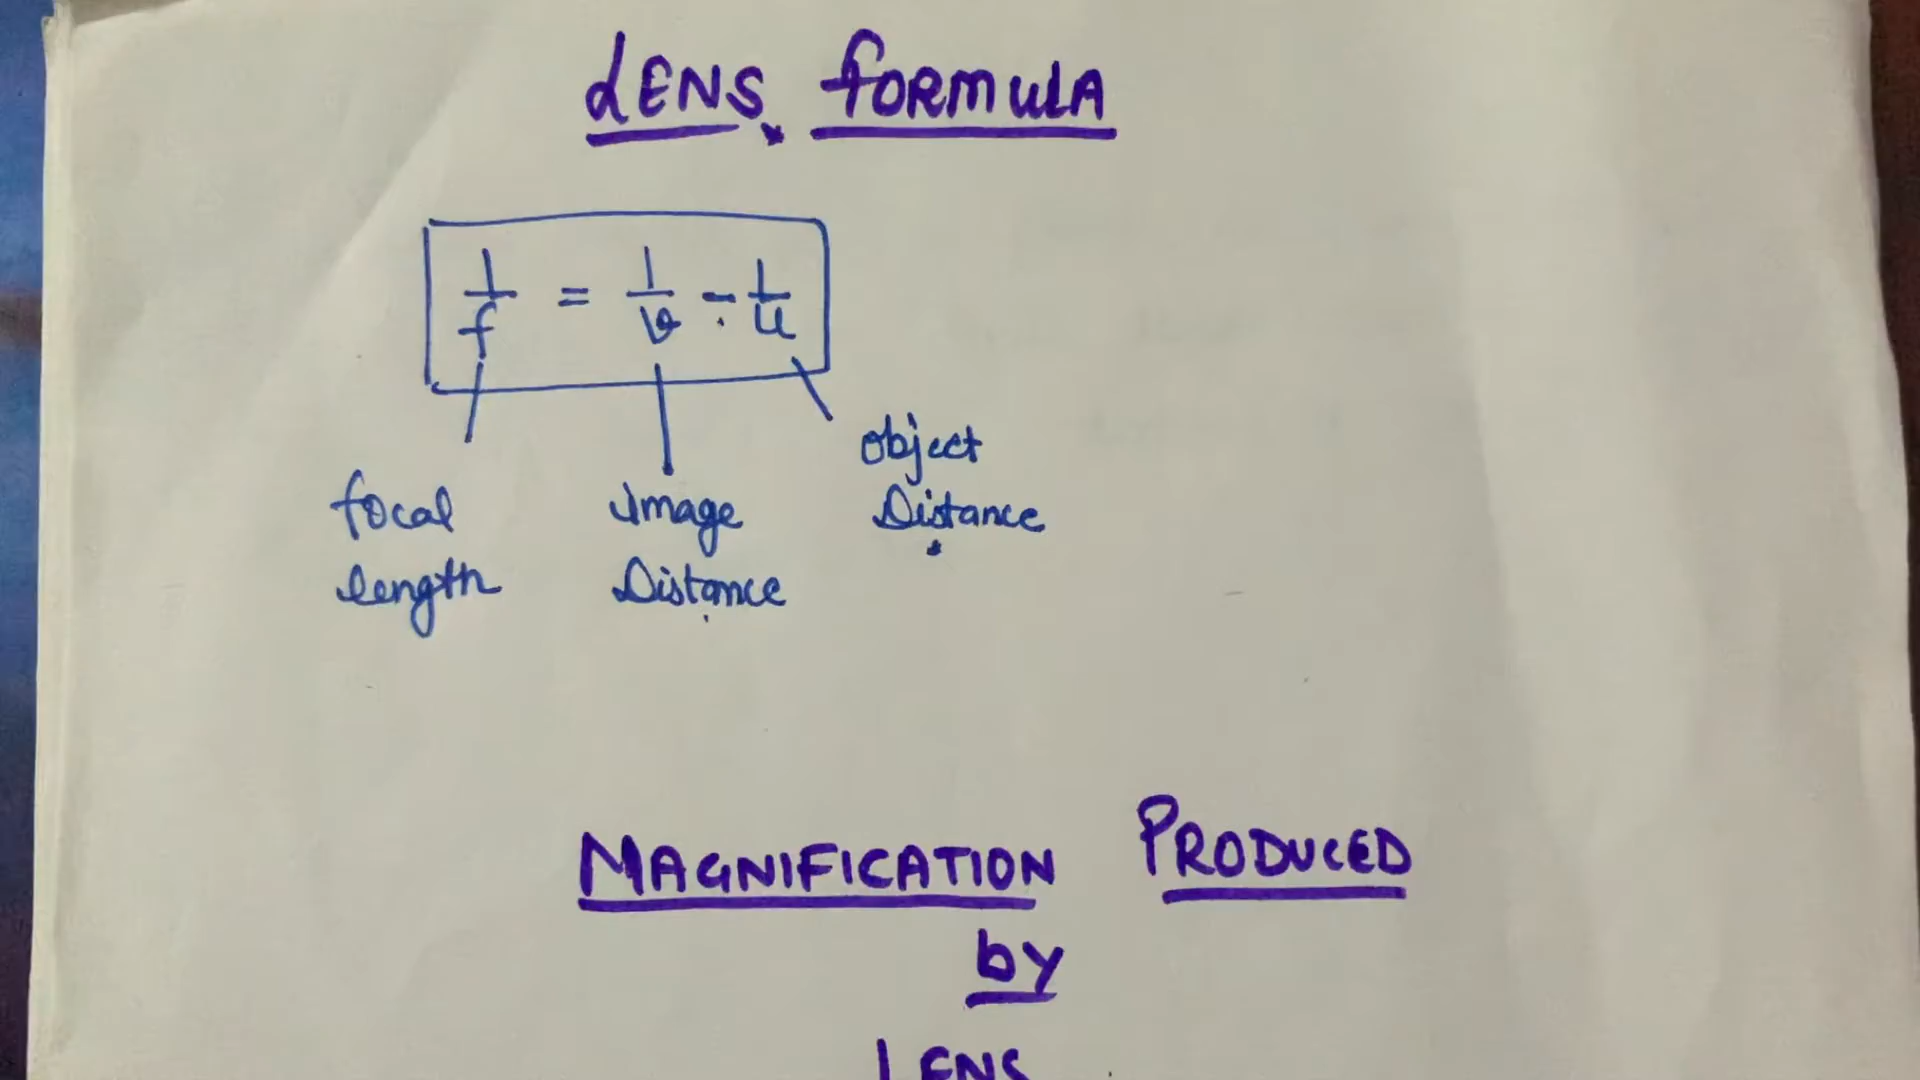 LENS FORMULA
1/f = 1/v - 1/u
focal length
Image Distance
object Distance
MAGNIFICATION PRODUCED
by
LENS